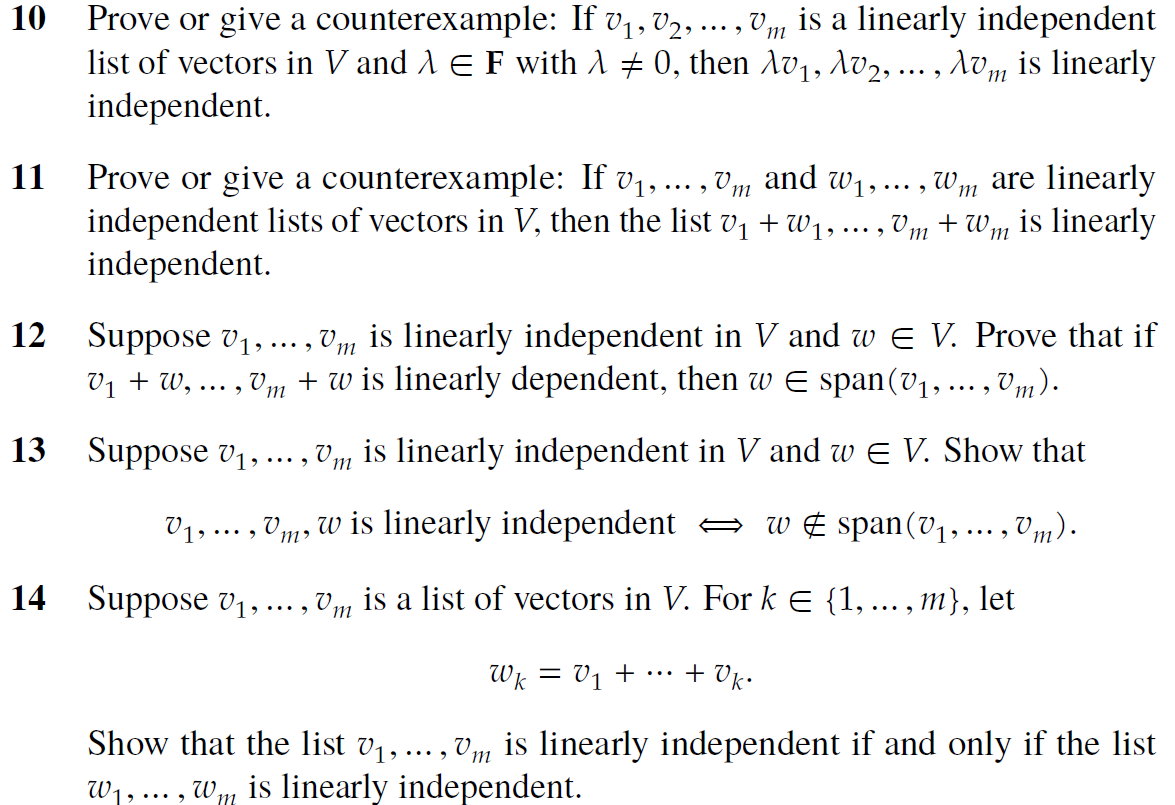 10 Prove or give a counterexample: If v₁, v₂, … , vₘ is a linearly independent
list of vectors in V and λ ∈ F with λ ≠ 0, then λv₁, λv₂, … , λvₘ is linearly
independent.
11 Prove or give a counterexample: If v₁, … , vₘ and w₁, … , wₘ are linearly
independent lists of vectors in V, then the list v₁ + w₁, … , vₘ + wₘ is linearly
independent.
12 Suppose v₁, … , vₘ is linearly independent in V and w ∈ V. Prove that if
v₁ + w, … , vₘ + w is linearly dependent, then w ∈ span(v₁, … , vₘ).
13 Suppose v₁, … , vₘ is linearly independent in V and w ∈ V. Show that
v₁, … , vₘ, w is linearly independent ⟺ w ∉ span(v₁, … , vₘ).
14 Suppose v₁, … , vₘ is a list of vectors in V. For k ∈ {1, … , m}, let
wₖ = v₁ + ⋯ + vₖ.
Show that the list v₁, … , vₘ is linearly independent if and only if the list
w₁, … , wₘ is linearly independent.